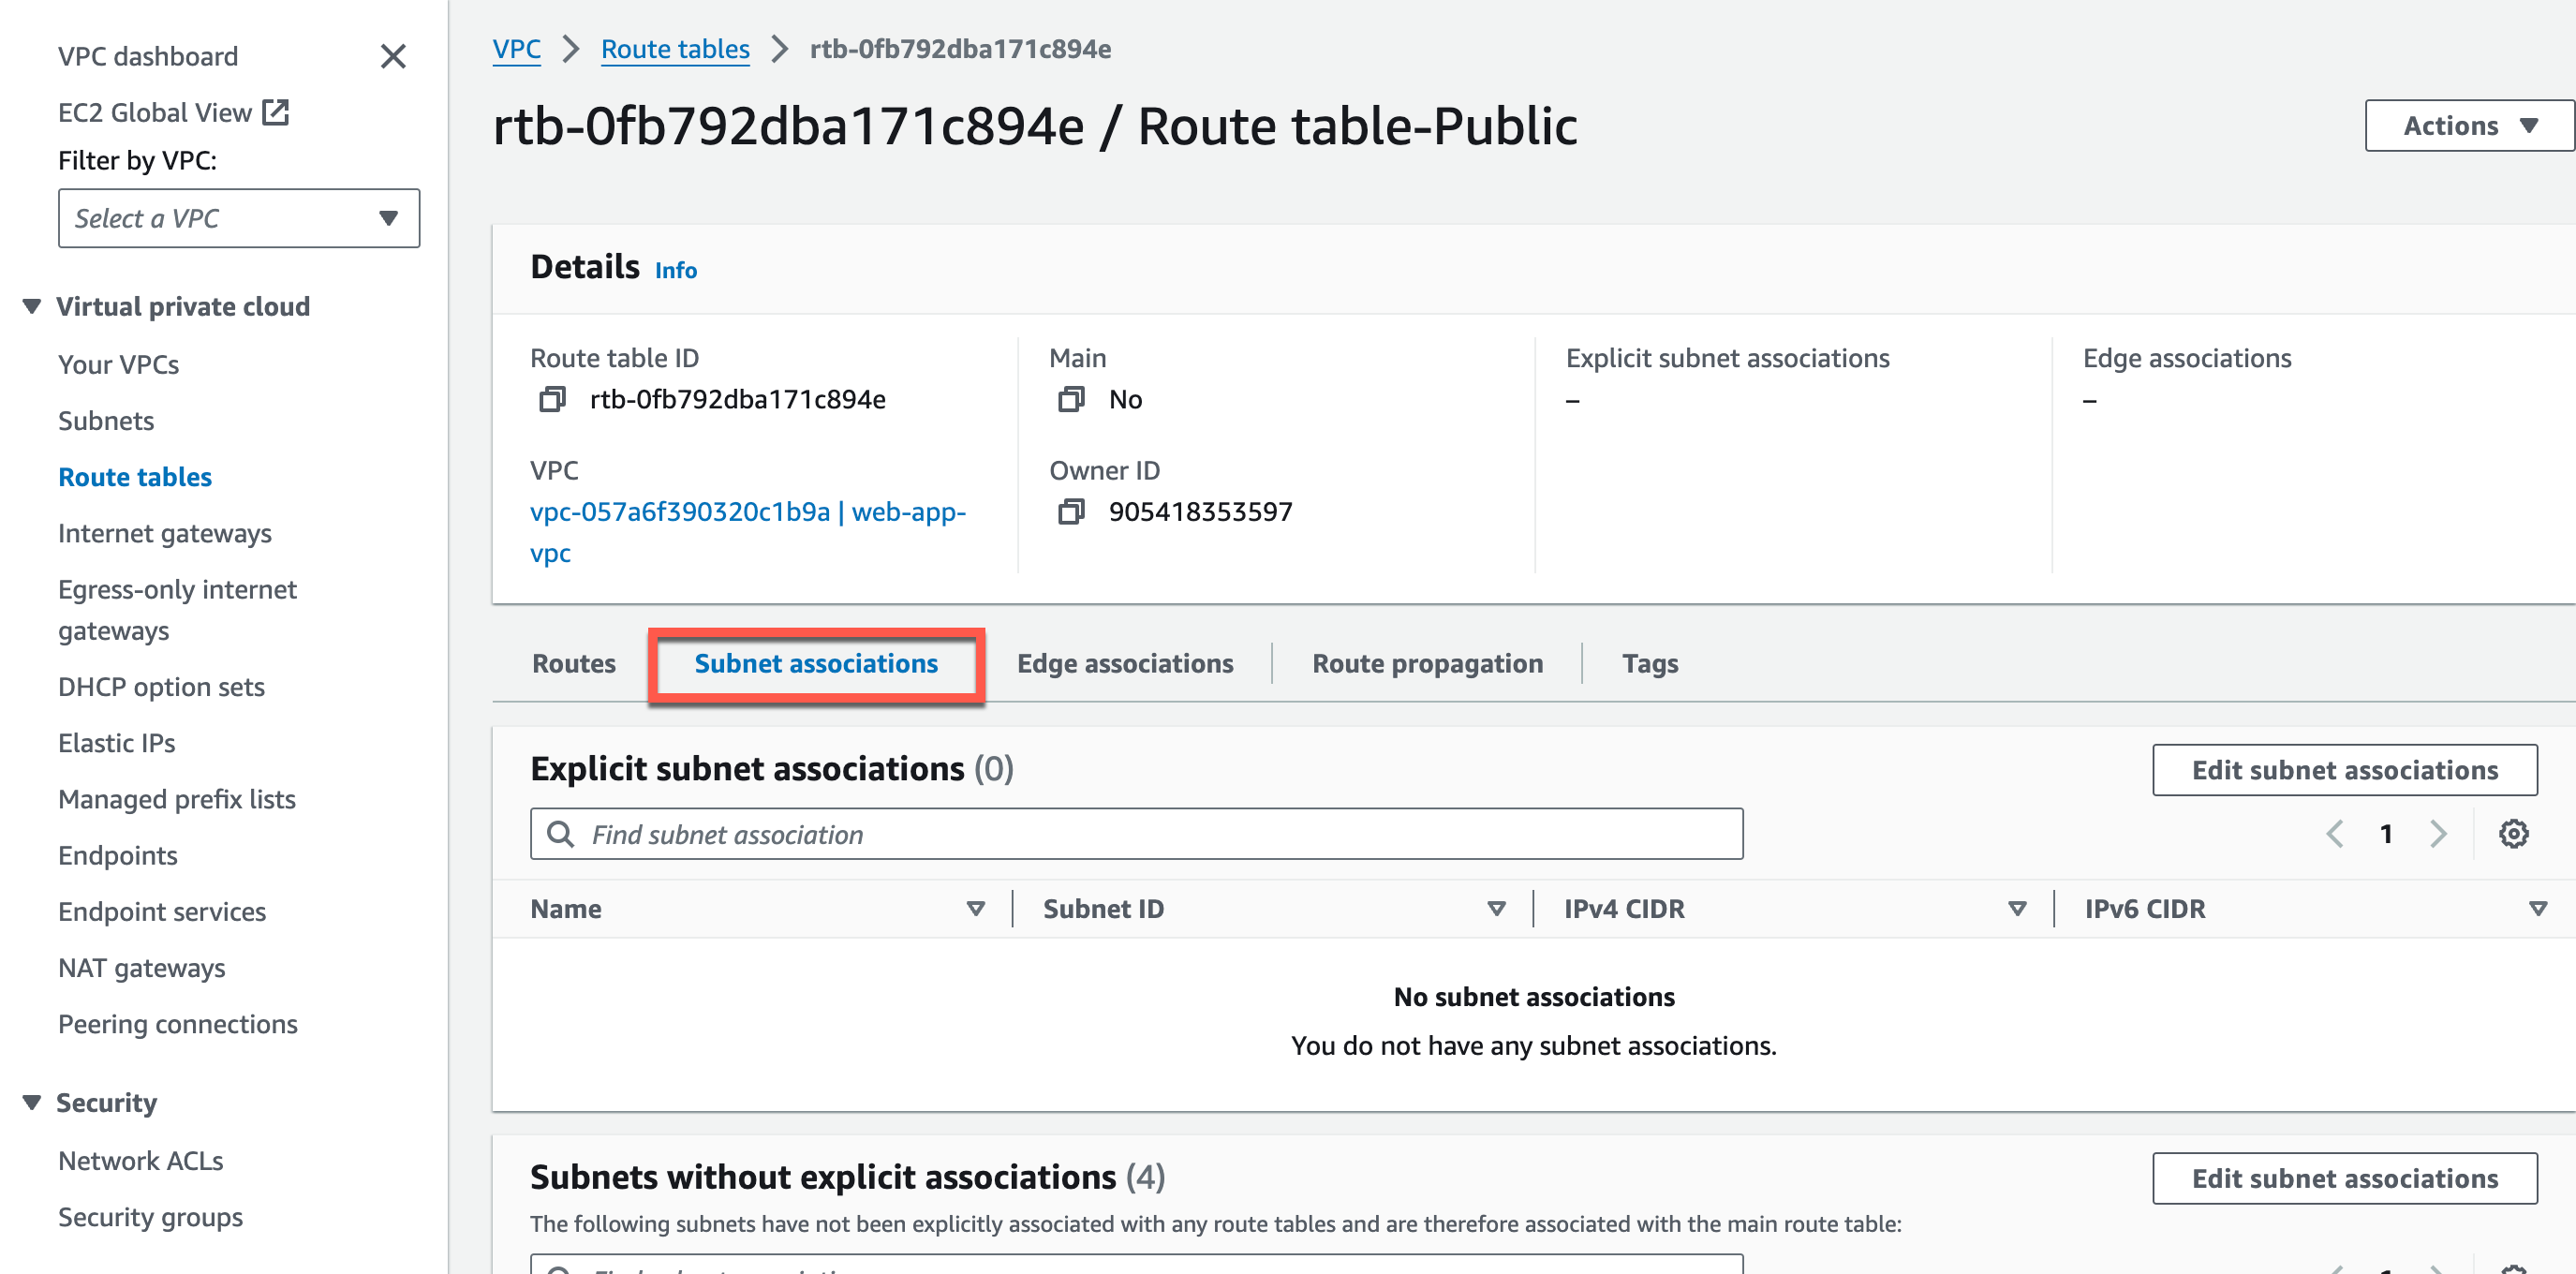 VPC dashboard
EC2 Global View
Filter by VPC:
Select a VPC
Virtual private cloud
Your VPCs
Subnets
Route tables
Internet gateways
Egress-only internet
gateways
DHCP option sets
Elastic IPs
Managed prefix lists
Endpoints
Endpoint services
NAT gateways
Peering connections
Security
Network ACLs
Security groups
VPC > Route tables > rtb-0fb792dba171c894e
rtb-0fb792dba171c894e / Route table-Public
Actions
Details Info
Route table ID
rtb-0fb792dba171c894e
Main
No
Explicit subnet associations
–
Edge associations
–
VPC
vpc-057a6f390320c1b9a | web-app-
vpc
Owner ID
905418353597
Routes Subnet associations Edge associations Route propagation Tags
Explicit subnet associations (0)
Edit subnet associations
Find subnet association
1
Name Subnet ID IPv4 CIDR IPv6 CIDR
No subnet associations
You do not have any subnet associations.
Subnets without explicit associations (4)
Edit subnet associations
The following subnets have not been explicitly associated with any route tables and are therefore associated with the main route table: